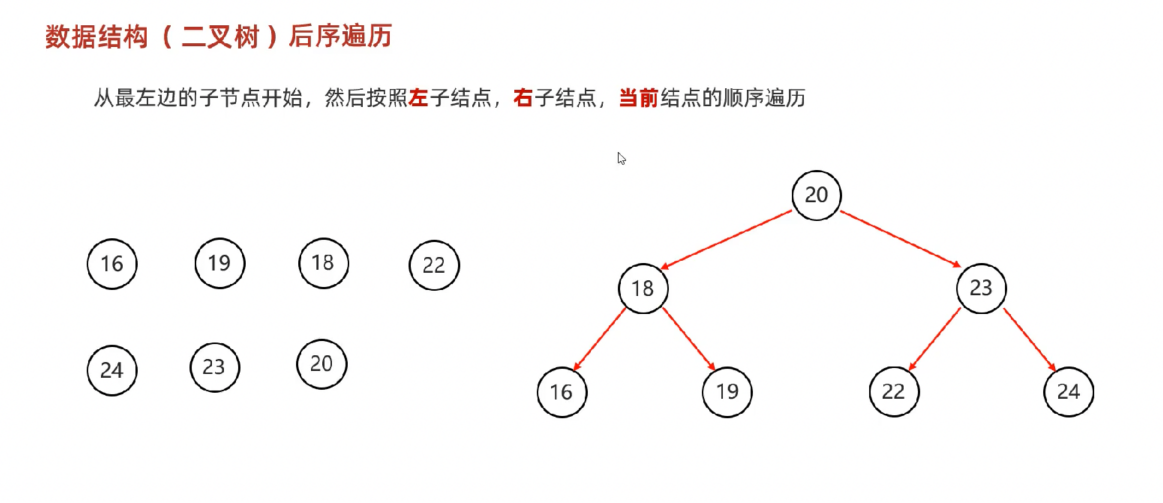 数据结构（二叉树）后序遍历
从最左边的子节点开始，然后按照左子结点，右子结点，当前结点的顺序遍历
16 19 18 22
24 23 20
20
18 23
16 19 22 24